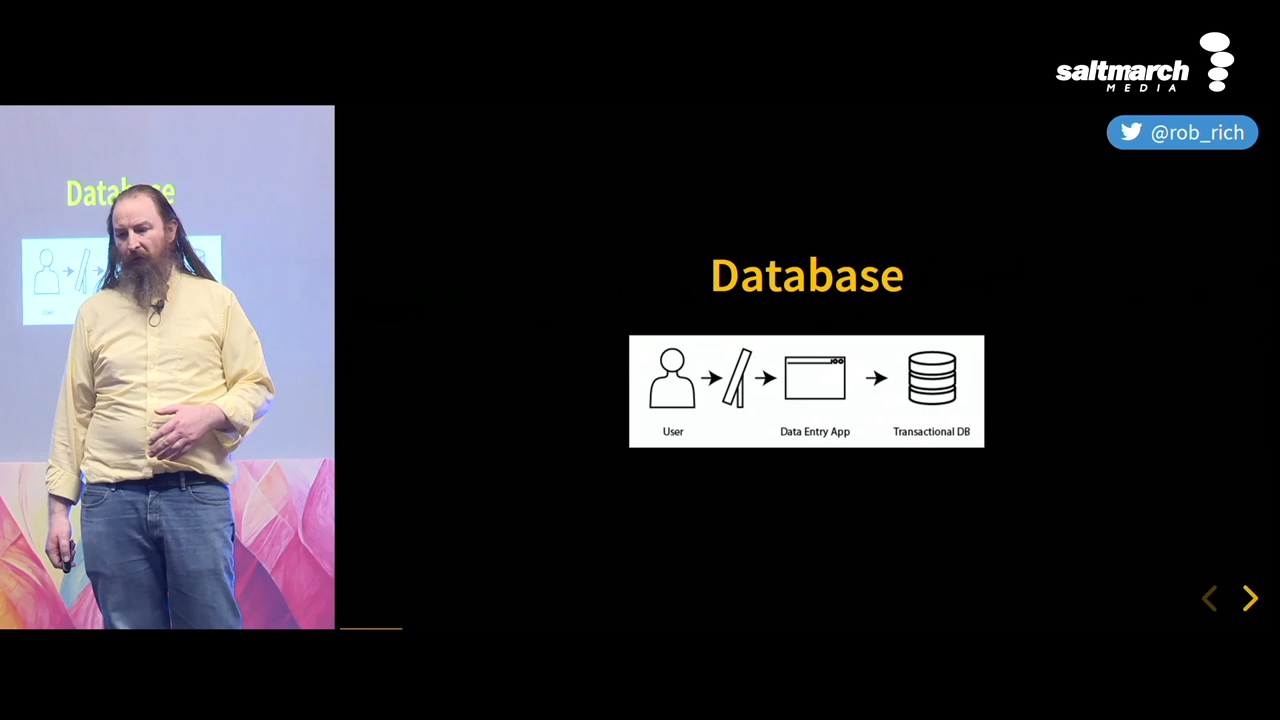 saltmarch
MEDIA
@rob_rich
Database
User
Data Entry App
Transactional DB